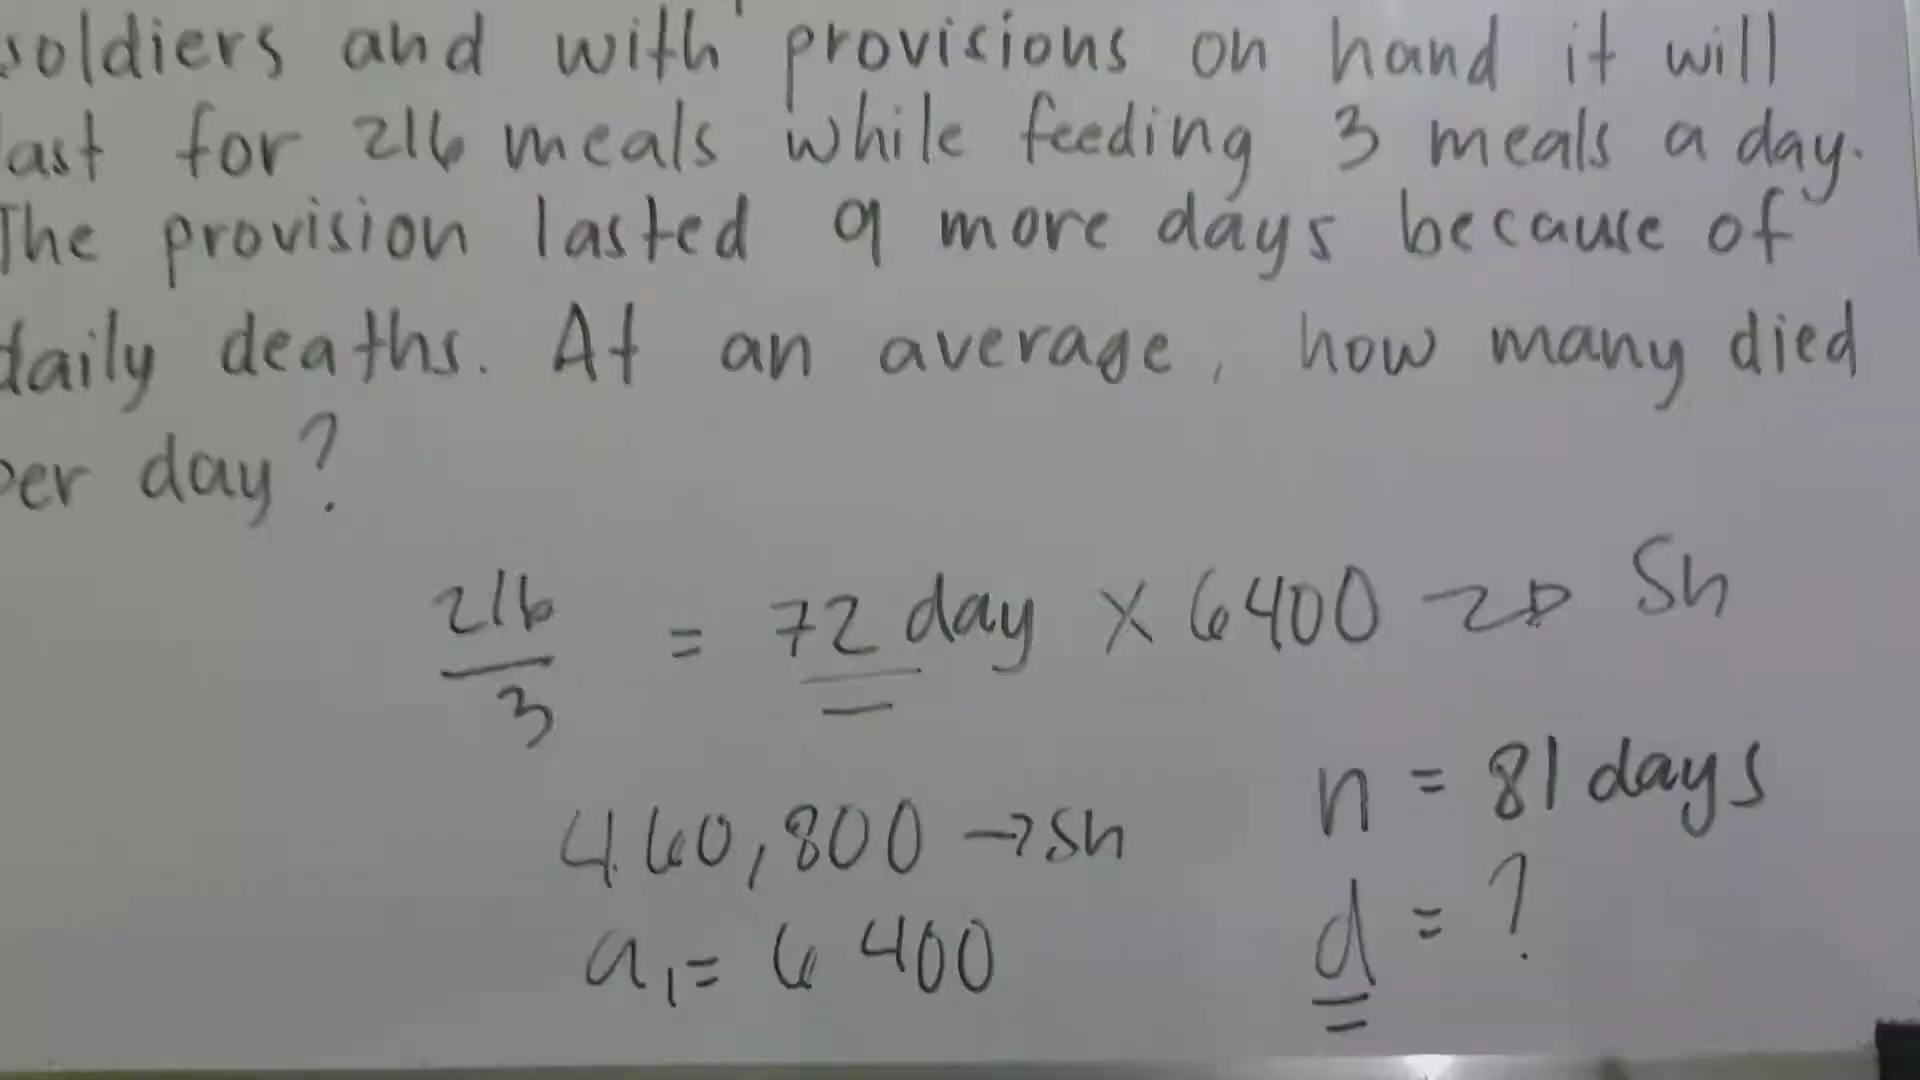 soldiers and with provisions on hand it will
last for 216 meals while feeding 3 meals a day.
The provision lasted 9 more days because of
daily deaths. At an average, how many died
per day?
216/3 = 72 day × 6400 → Sn
460,800 → Sn
n = 81 days
a1 = 6400
d = ?